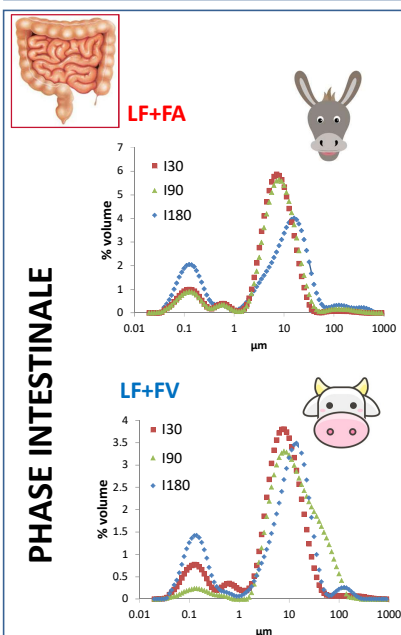 PHASE INTESTINALE
LF+FA
% volume
7
6
5
4
3
2
1
0
I30
I90
I180
0.01 0.1 1 10 100 1000
µm
LF+FV
% volume
4
3.5
3
2.5
2
1.5
1
0.5
0
I30
I90
I180
0.01 0.1 1 10 100 1000
µm